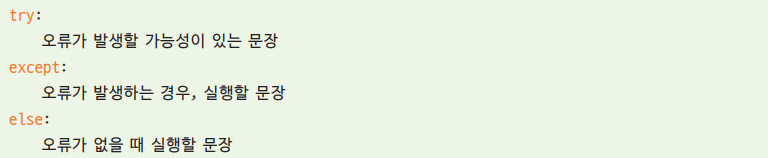 try:
    오류가 발생할 가능성이 있는 문장
except:
    오류가 발생하는 경우, 실행할 문장
else:
    오류가 없을 때 실행할 문장